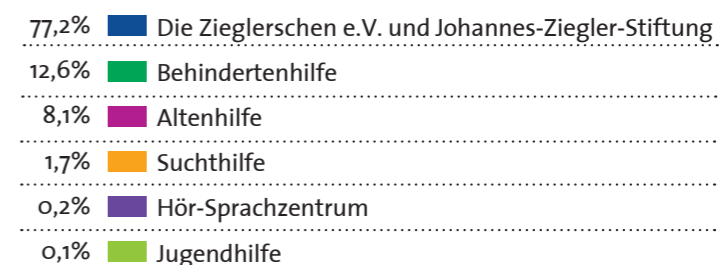 77,2% Die Zieglerschen e.V. und Johannes-Ziegler-Stiftung
12,6% Behindertenhilfe
8,1% Altenhilfe
1,7% Suchthilfe
0,2% Hör-Sprachzentrum
0,1% Jugendhilfe